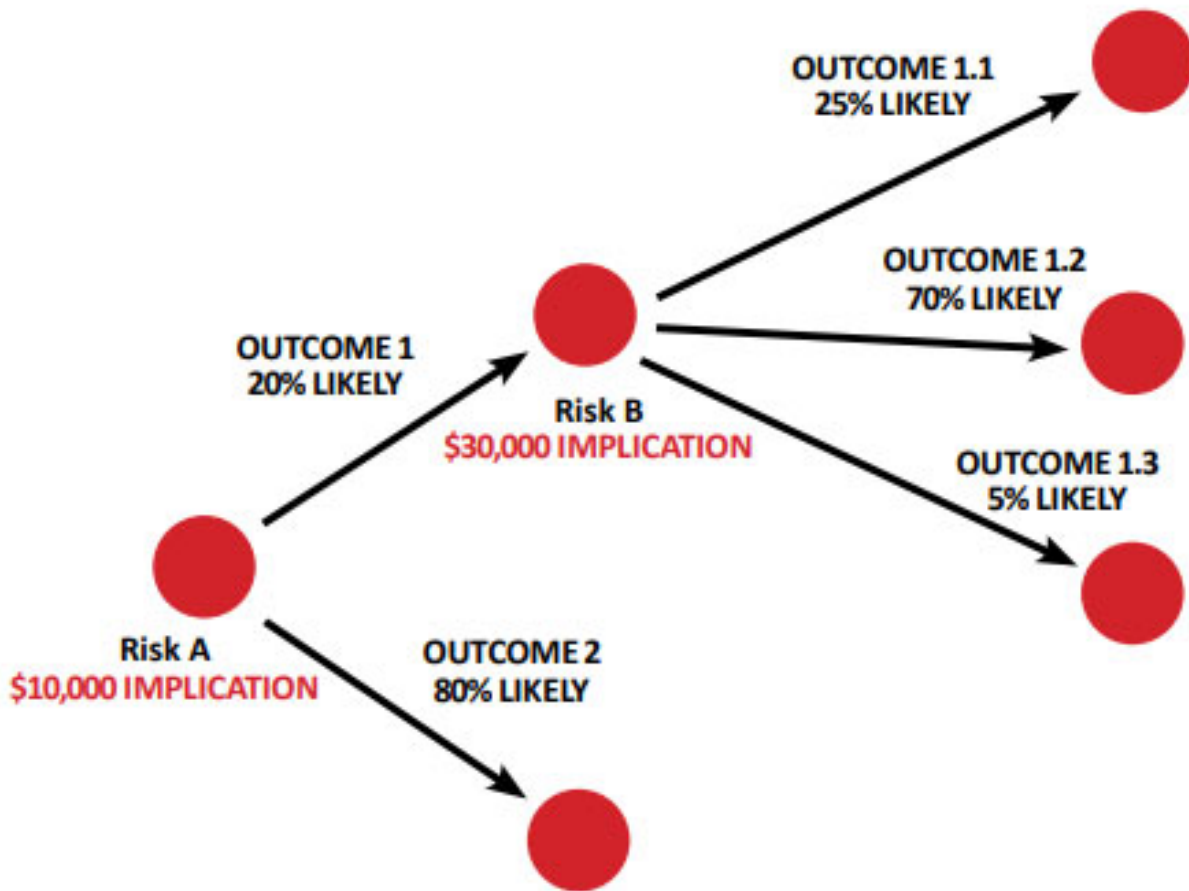 OUTCOME 1.1
25% LIKELY
OUTCOME 1.2
70% LIKELY
OUTCOME 1
20% LIKELY
Risk B
$30,000 IMPLICATION
OUTCOME 1.3
5% LIKELY
Risk A
$10,000 IMPLICATION
OUTCOME 2
80% LIKELY